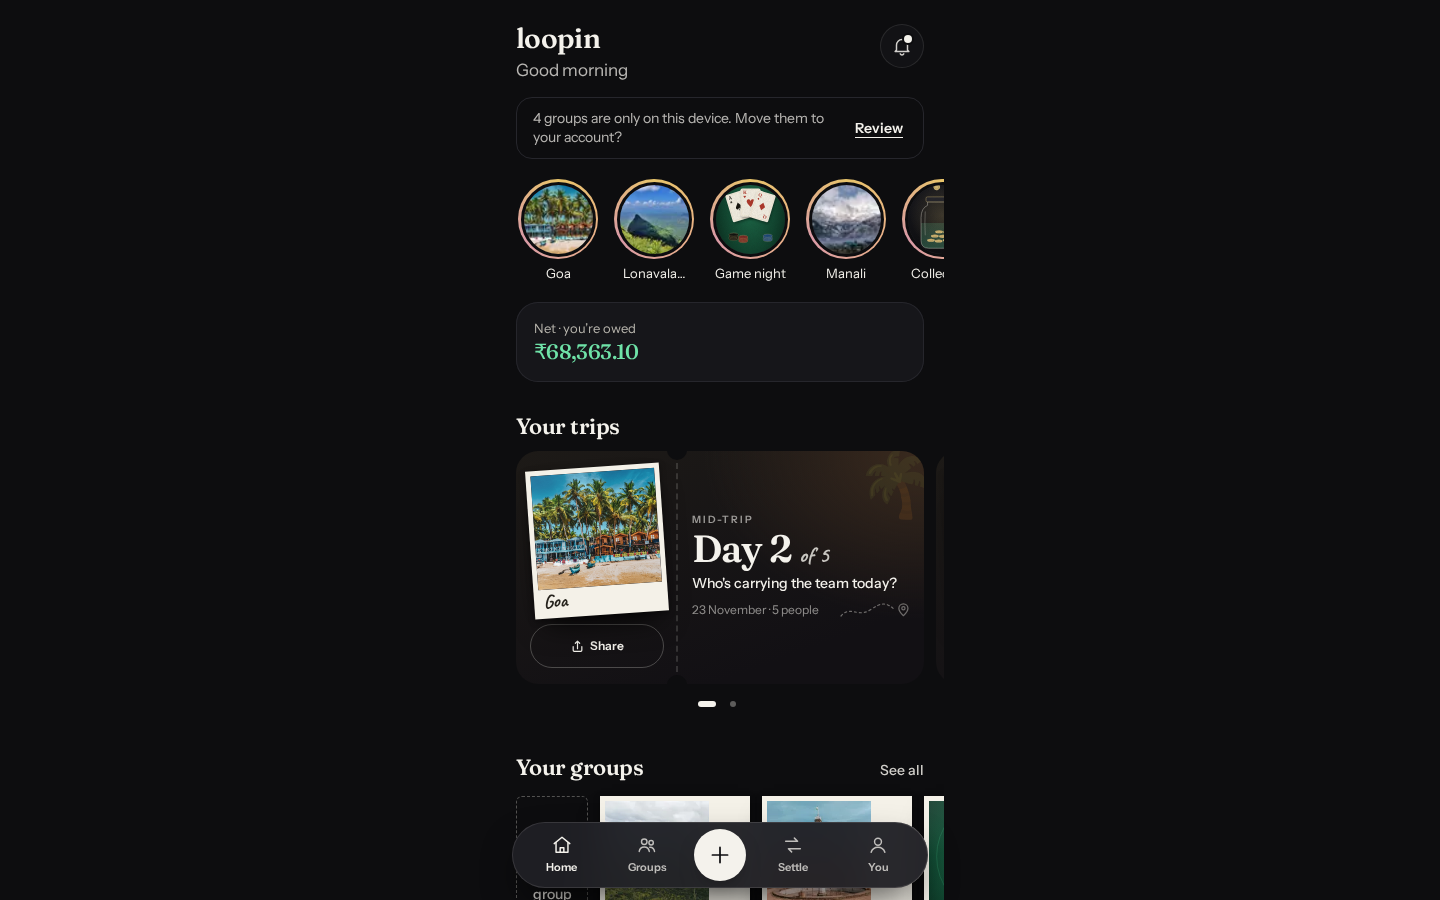 loopin
Good morning
4 groups are only on this device. Move them to
your account?
Review
Goa
Lonavala...
Game night
Manali
Collec
Net · you're owed
₹68,363.10
Your trips
Goa
Share
MID-TRIP
Day 2 of 5
Who's carrying the team today?
23 November · 5 people
Your groups
See all
group
Home
Groups
Settle
You